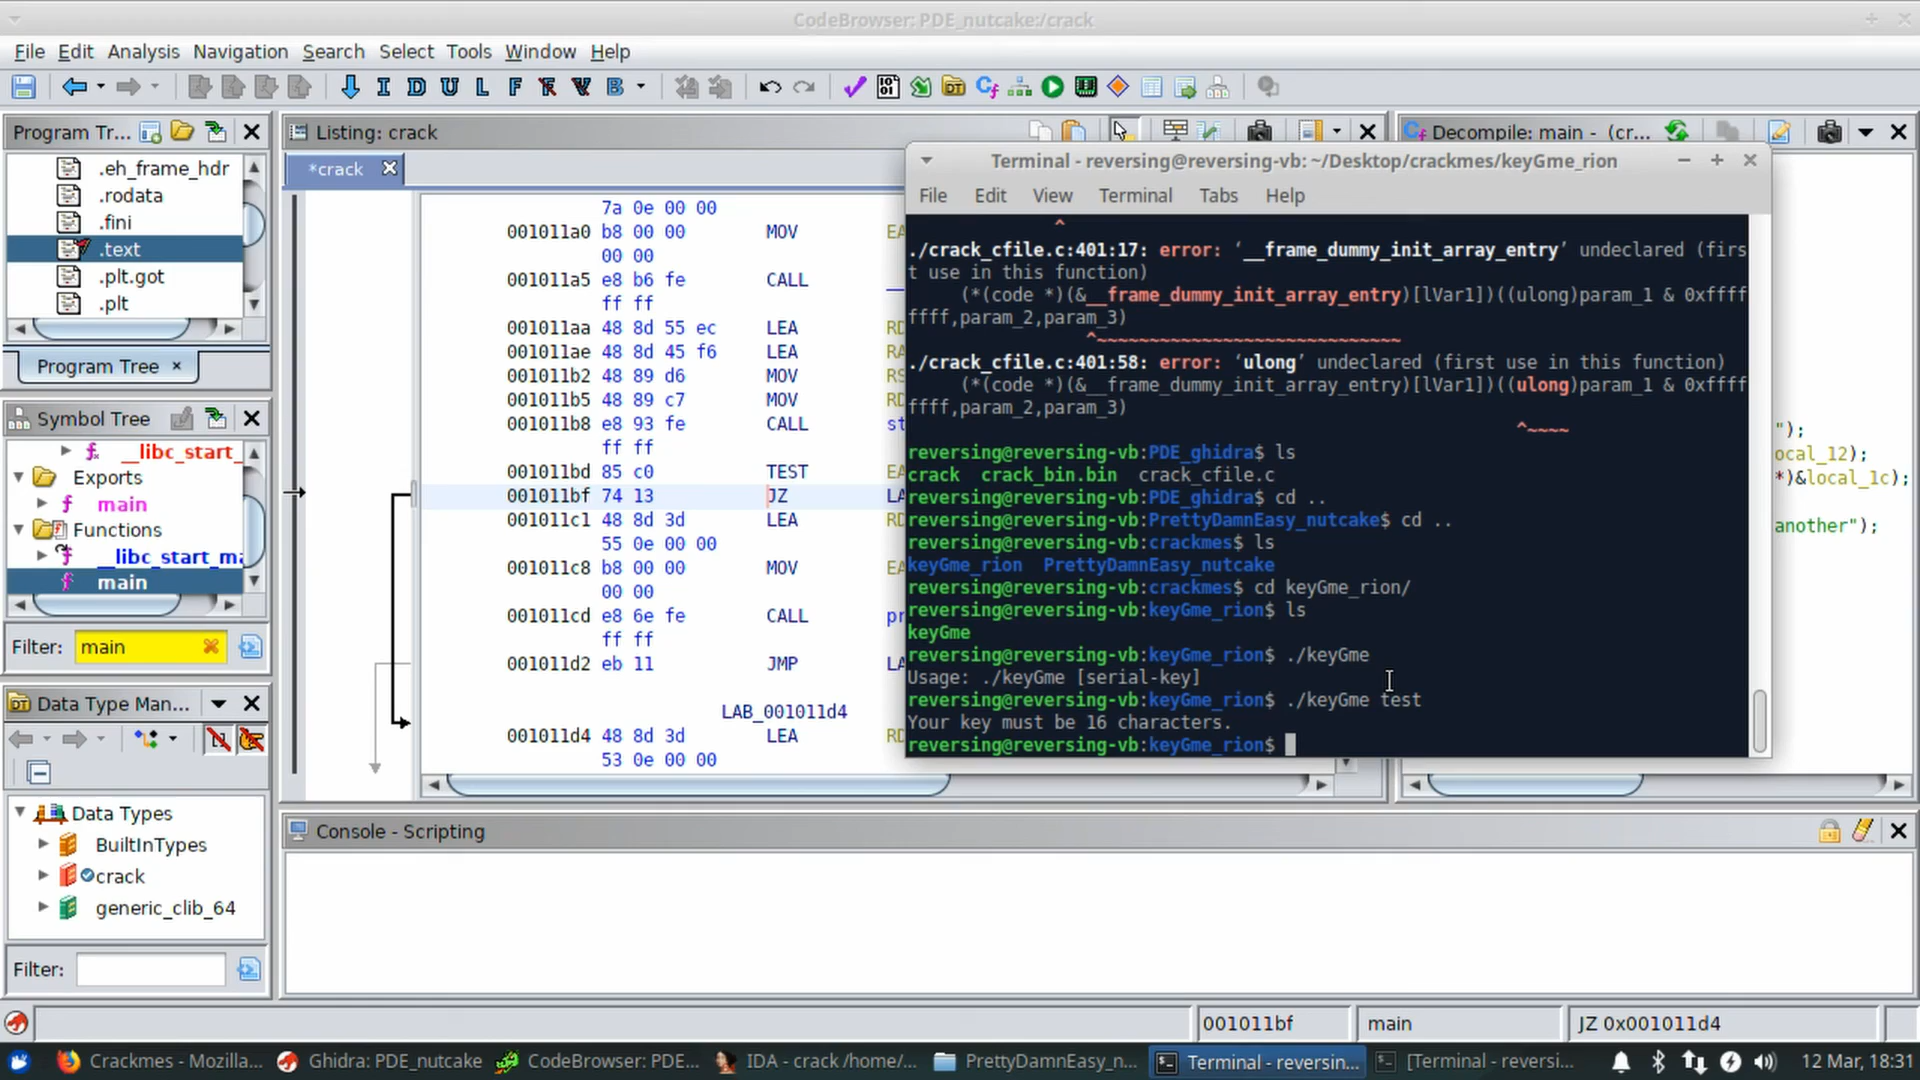 CodeBrowser: PDE_nutcake:/crack
File Edit Analysis Navigation Search Select Tools Window Help
I D U L F F V B
Program Tr...
.eh_frame_hdr
.rodata
.fini
.text
.plt.got
.plt
Program Tree ×
Symbol Tree
__libc_start_
Exports
main
Functions
__libc_start_ma
main
Filter: main
Data Type Man...
Data Types
BuiltInTypes
crack
generic_clib_64
Filter:
Listing: crack
*crack
7a 0e 00 00
001011a0 b8 00 00 MOV EA
00 00
001011a5 e8 b6 fe CALL __
ff ff
001011aa 48 8d 55 ec LEA RD
001011ae 48 8d 45 f6 LEA RA
001011b2 48 89 d6 MOV RS
001011b5 48 89 c7 MOV RD
001011b8 e8 93 fe CALL st
ff ff
001011bd 85 c0 TEST EA
001011bf 74 13 JZ LA
001011c1 48 8d 3d LEA RD
55 0e 00 00
001011c8 b8 00 00 MOV EA
00 00
001011cd e8 6e fe CALL pr
ff ff
001011d2 eb 11 JMP LA
LAB_001011d4
001011d4 48 8d 3d LEA RD
53 0e 00 00
Decompile: main - (cr...
");
ocal_12);
*)&local_1c);
another");
Terminal - reversing@reversing-vb: ~/Desktop/crackmes/keyGme_rion
File Edit View Terminal Tabs Help
^
./crack_cfile.c:401:17: error: ‘__frame_dummy_init_array_entry’ undeclared (firs
t use in this function)
(*(code *)(&__frame_dummy_init_array_entry)[lVar1])((ulong)param_1 & 0xffff
ffff,param_2,param_3)
^~~~~~~~~~~~~~~~~~~~~~~~~~~~~~
./crack_cfile.c:401:58: error: ‘ulong’ undeclared (first use in this function)
(*(code *)(&__frame_dummy_init_array_entry)[lVar1])((ulong)param_1 & 0xffff
ffff,param_2,param_3)
^~~~~
reversing@reversing-vb:PDE_ghidra$ ls
crack crack_bin.bin crack_cfile.c
reversing@reversing-vb:PDE_ghidra$ cd ..
reversing@reversing-vb:PrettyDamnEasy_nutcake$ cd ..
reversing@reversing-vb:crackmes$ ls
keyGme_rion PrettyDamnEasy_nutcake
reversing@reversing-vb:crackmes$ cd keyGme_rion/
reversing@reversing-vb:keyGme_rion$ ls
keyGme
reversing@reversing-vb:keyGme_rion$ ./keyGme
Usage: ./keyGme [serial-key]
reversing@reversing-vb:keyGme_rion$ ./keyGme test
Your key must be 16 characters.
reversing@reversing-vb:keyGme_rion$
Console - Scripting
001011bf main JZ 0x001011d4
Crackmes - Mozilla... Ghidra: PDE_nutcake CodeBrowser: PDE... IDA - crack /home/... PrettyDamnEasy_n... Terminal - reversin... [Terminal - reversi... 12 Mar, 18:31